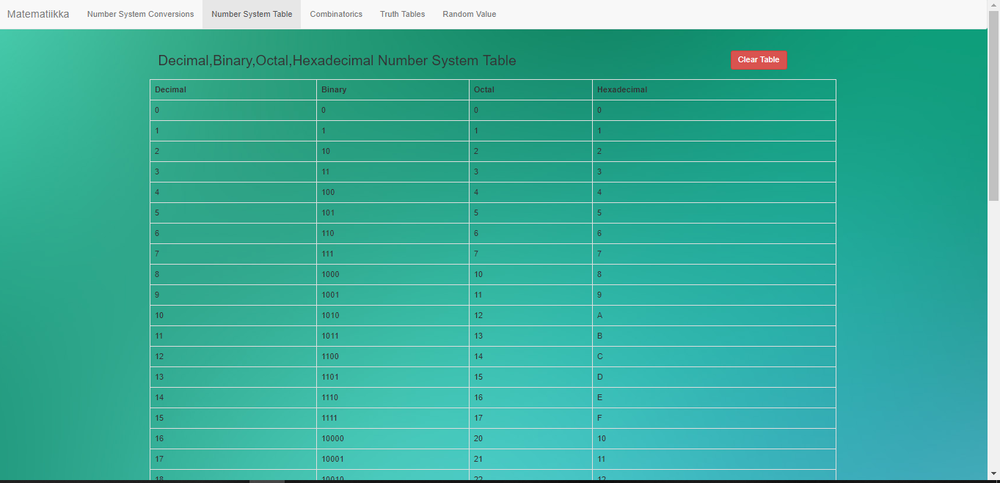 Matematiikka Number System Conversions Number System Table Combinatorics Truth Tables Random Value
Decimal,Binary,Octal,Hexadecimal Number System Table Clear Table
Decimal Binary Octal Hexadecimal
0 0 0 0
1 1 1 1
2 10 2 2
3 11 3 3
4 100 4 4
5 101 5 5
6 110 6 6
7 111 7 7
8 1000 10 8
9 1001 11 9
10 1010 12 A
11 1011 13 B
12 1100 14 C
13 1101 15 D
14 1110 16 E
15 1111 17 F
16 10000 20 10
17 10001 21 11
18 10010 22 12